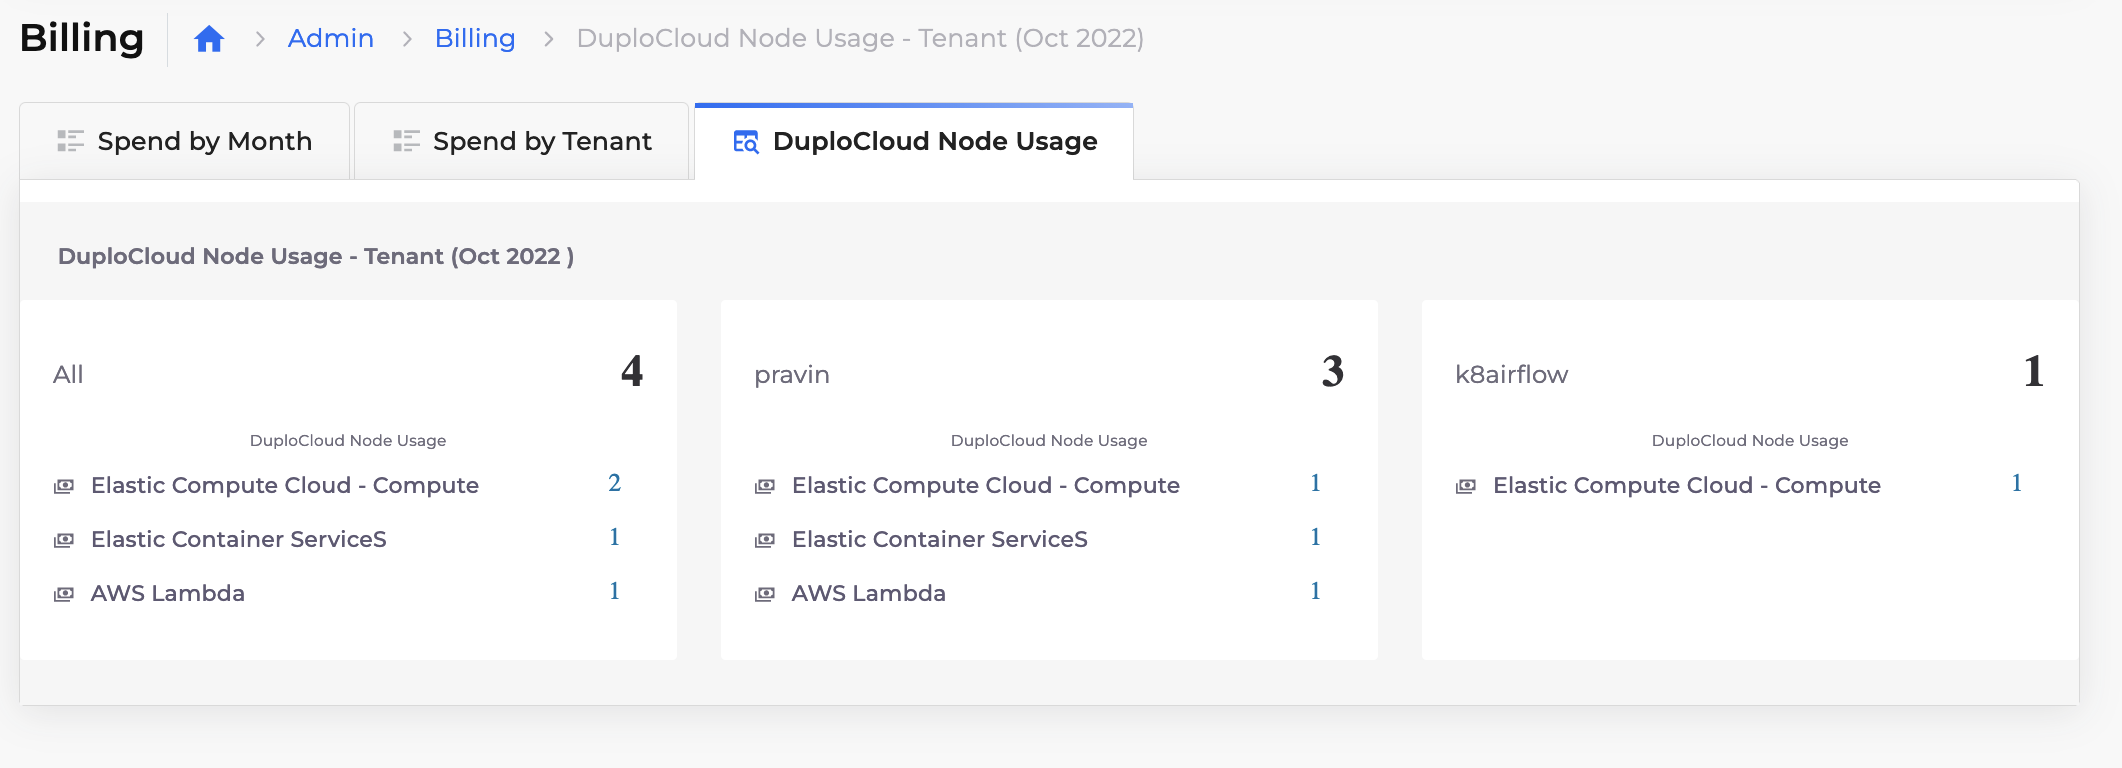 Billing
Admin > Billing > DuploCloud Node Usage - Tenant (Oct 2022)
Spend by Month
Spend by Tenant
DuploCloud Node Usage
DuploCloud Node Usage - Tenant (Oct 2022 )
All 4
DuploCloud Node Usage
Elastic Compute Cloud - Compute 2
Elastic Container ServiceS 1
AWS Lambda 1
pravin 3
DuploCloud Node Usage
Elastic Compute Cloud - Compute 1
Elastic Container ServiceS 1
AWS Lambda 1
k8airflow 1
DuploCloud Node Usage
Elastic Compute Cloud - Compute 1